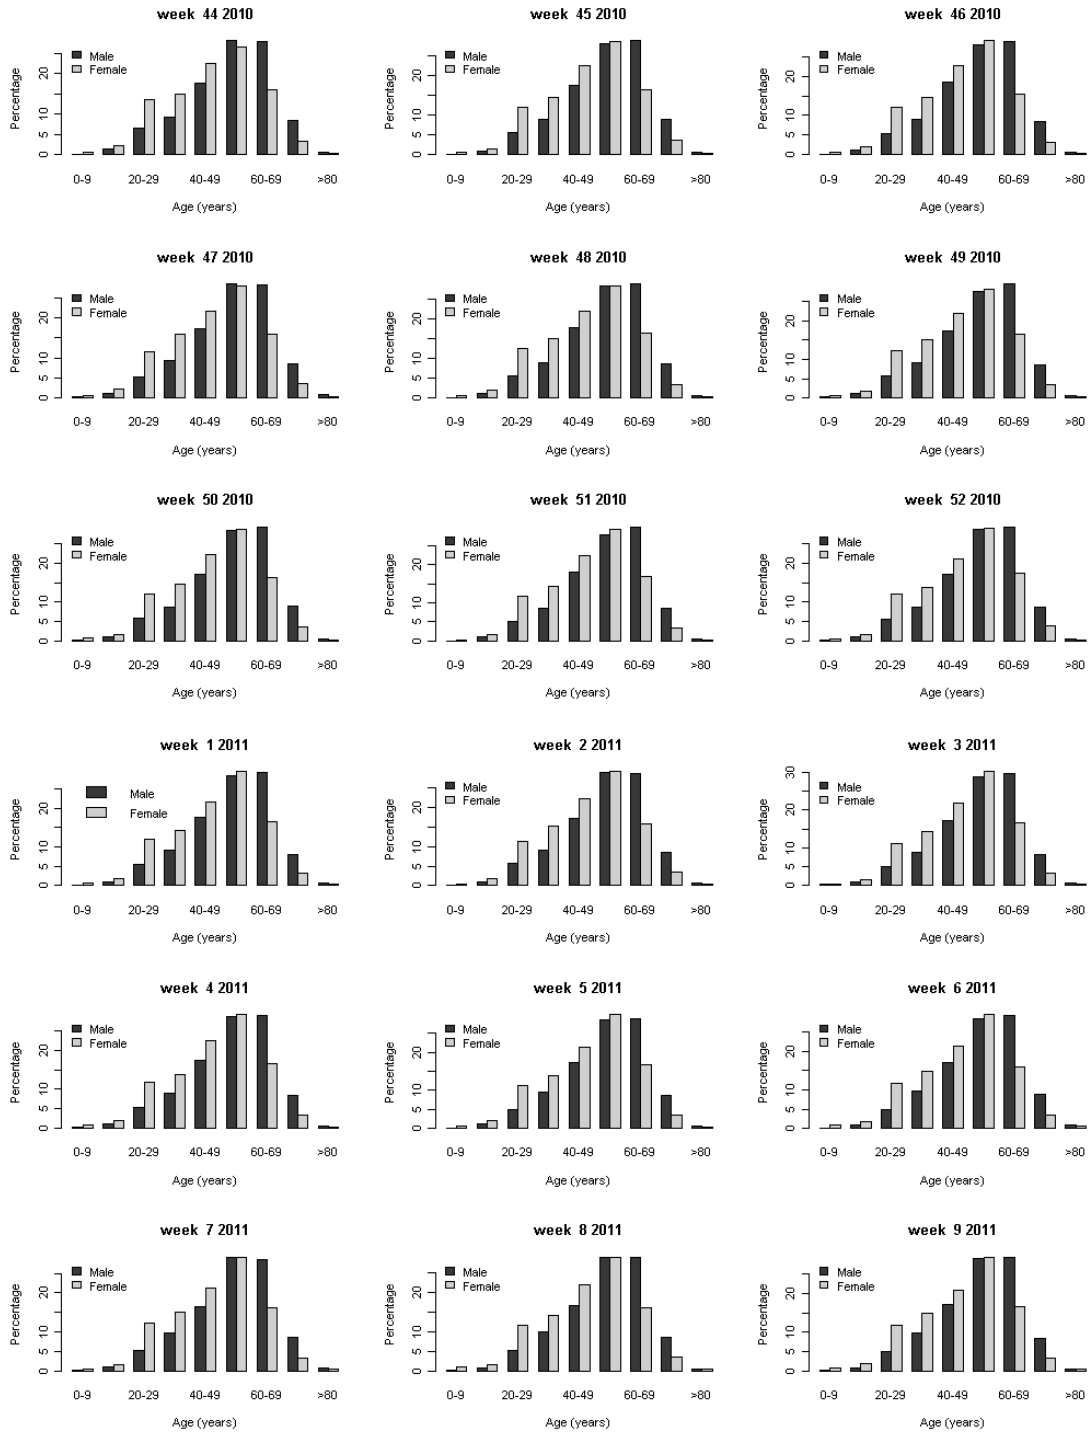 week 44 2010
Male
Female
Percentage
0 5 10 20
0-9 20-29 40-49 60-69 >80
Age (years)
week 45 2010
Male
Female
Percentage
0 5 10 20
0-9 20-29 40-49 60-69 >80
Age (years)
week 46 2010
Male
Female
Percentage
0 5 10 20
0-9 20-29 40-49 60-69 >80
Age (years)
week 47 2010
Male
Female
Percentage
0 5 10 20
0-9 20-29 40-49 60-69 >80
Age (years)
week 48 2010
Male
Female
Percentage
0 5 10 20
0-9 20-29 40-49 60-69 >80
Age (years)
week 49 2010
Male
Female
Percentage
0 5 10 20
0-9 20-29 40-49 60-69 >80
Age (years)
week 50 2010
Male
Female
Percentage
0 5 10 20
0-9 20-29 40-49 60-69 >80
Age (years)
week 51 2010
Male
Female
Percentage
0 5 10 20
0-9 20-29 40-49 60-69 >80
Age (years)
week 52 2010
Male
Female
Percentage
0 5 10 20
0-9 20-29 40-49 60-69 >80
Age (years)
week 1 2011
Male
Female
Percentage
0 5 10 20
0-9 20-29 40-49 60-69 >80
Age (years)
week 2 2011
Male
Female
Percentage
0 5 10 20
0-9 20-29 40-49 60-69 >80
Age (years)
week 3 2011
Male
Female
Percentage
0 5 10 20 30
0-9 20-29 40-49 60-69 >80
Age (years)
week 4 2011
Male
Female
Percentage
0 5 10 20
0-9 20-29 40-49 60-69 >80
Age (years)
week 5 2011
Male
Female
Percentage
0 5 10 20
0-9 20-29 40-49 60-69 >80
Age (years)
week 6 2011
Male
Female
Percentage
0 5 10 20
0-9 20-29 40-49 60-69 >80
Age (years)
week 7 2011
Male
Female
Percentage
0 5 10 20
0-9 20-29 40-49 60-69 >80
Age (years)
week 8 2011
Male
Female
Percentage
0 5 10 20
0-9 20-29 40-49 60-69 >80
Age (years)
week 9 2011
Male
Female
Percentage
0 5 10 20
0-9 20-29 40-49 60-69 >80
Age (years)